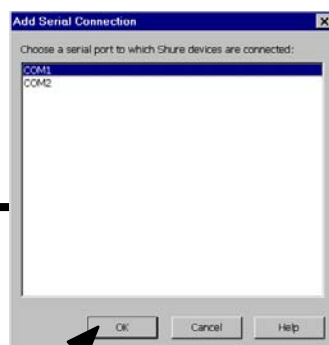 Add Serial Connection
Choose a serial port to which Shure devices are connected:
COM1
COM2
OK Cancel Help